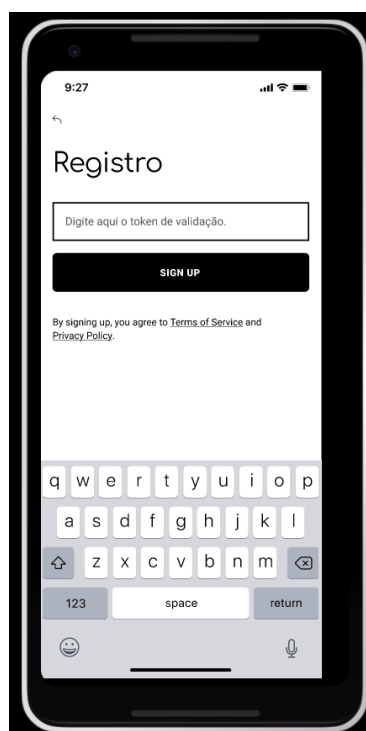 9:27
Registro
Digite aqui o token de validação.
SIGN UP
By signing up, you agree to Terms of Service and
Privacy Policy.
q w e r t y u i o p
a s d f g h j k l
z x c v b n m
123 space return